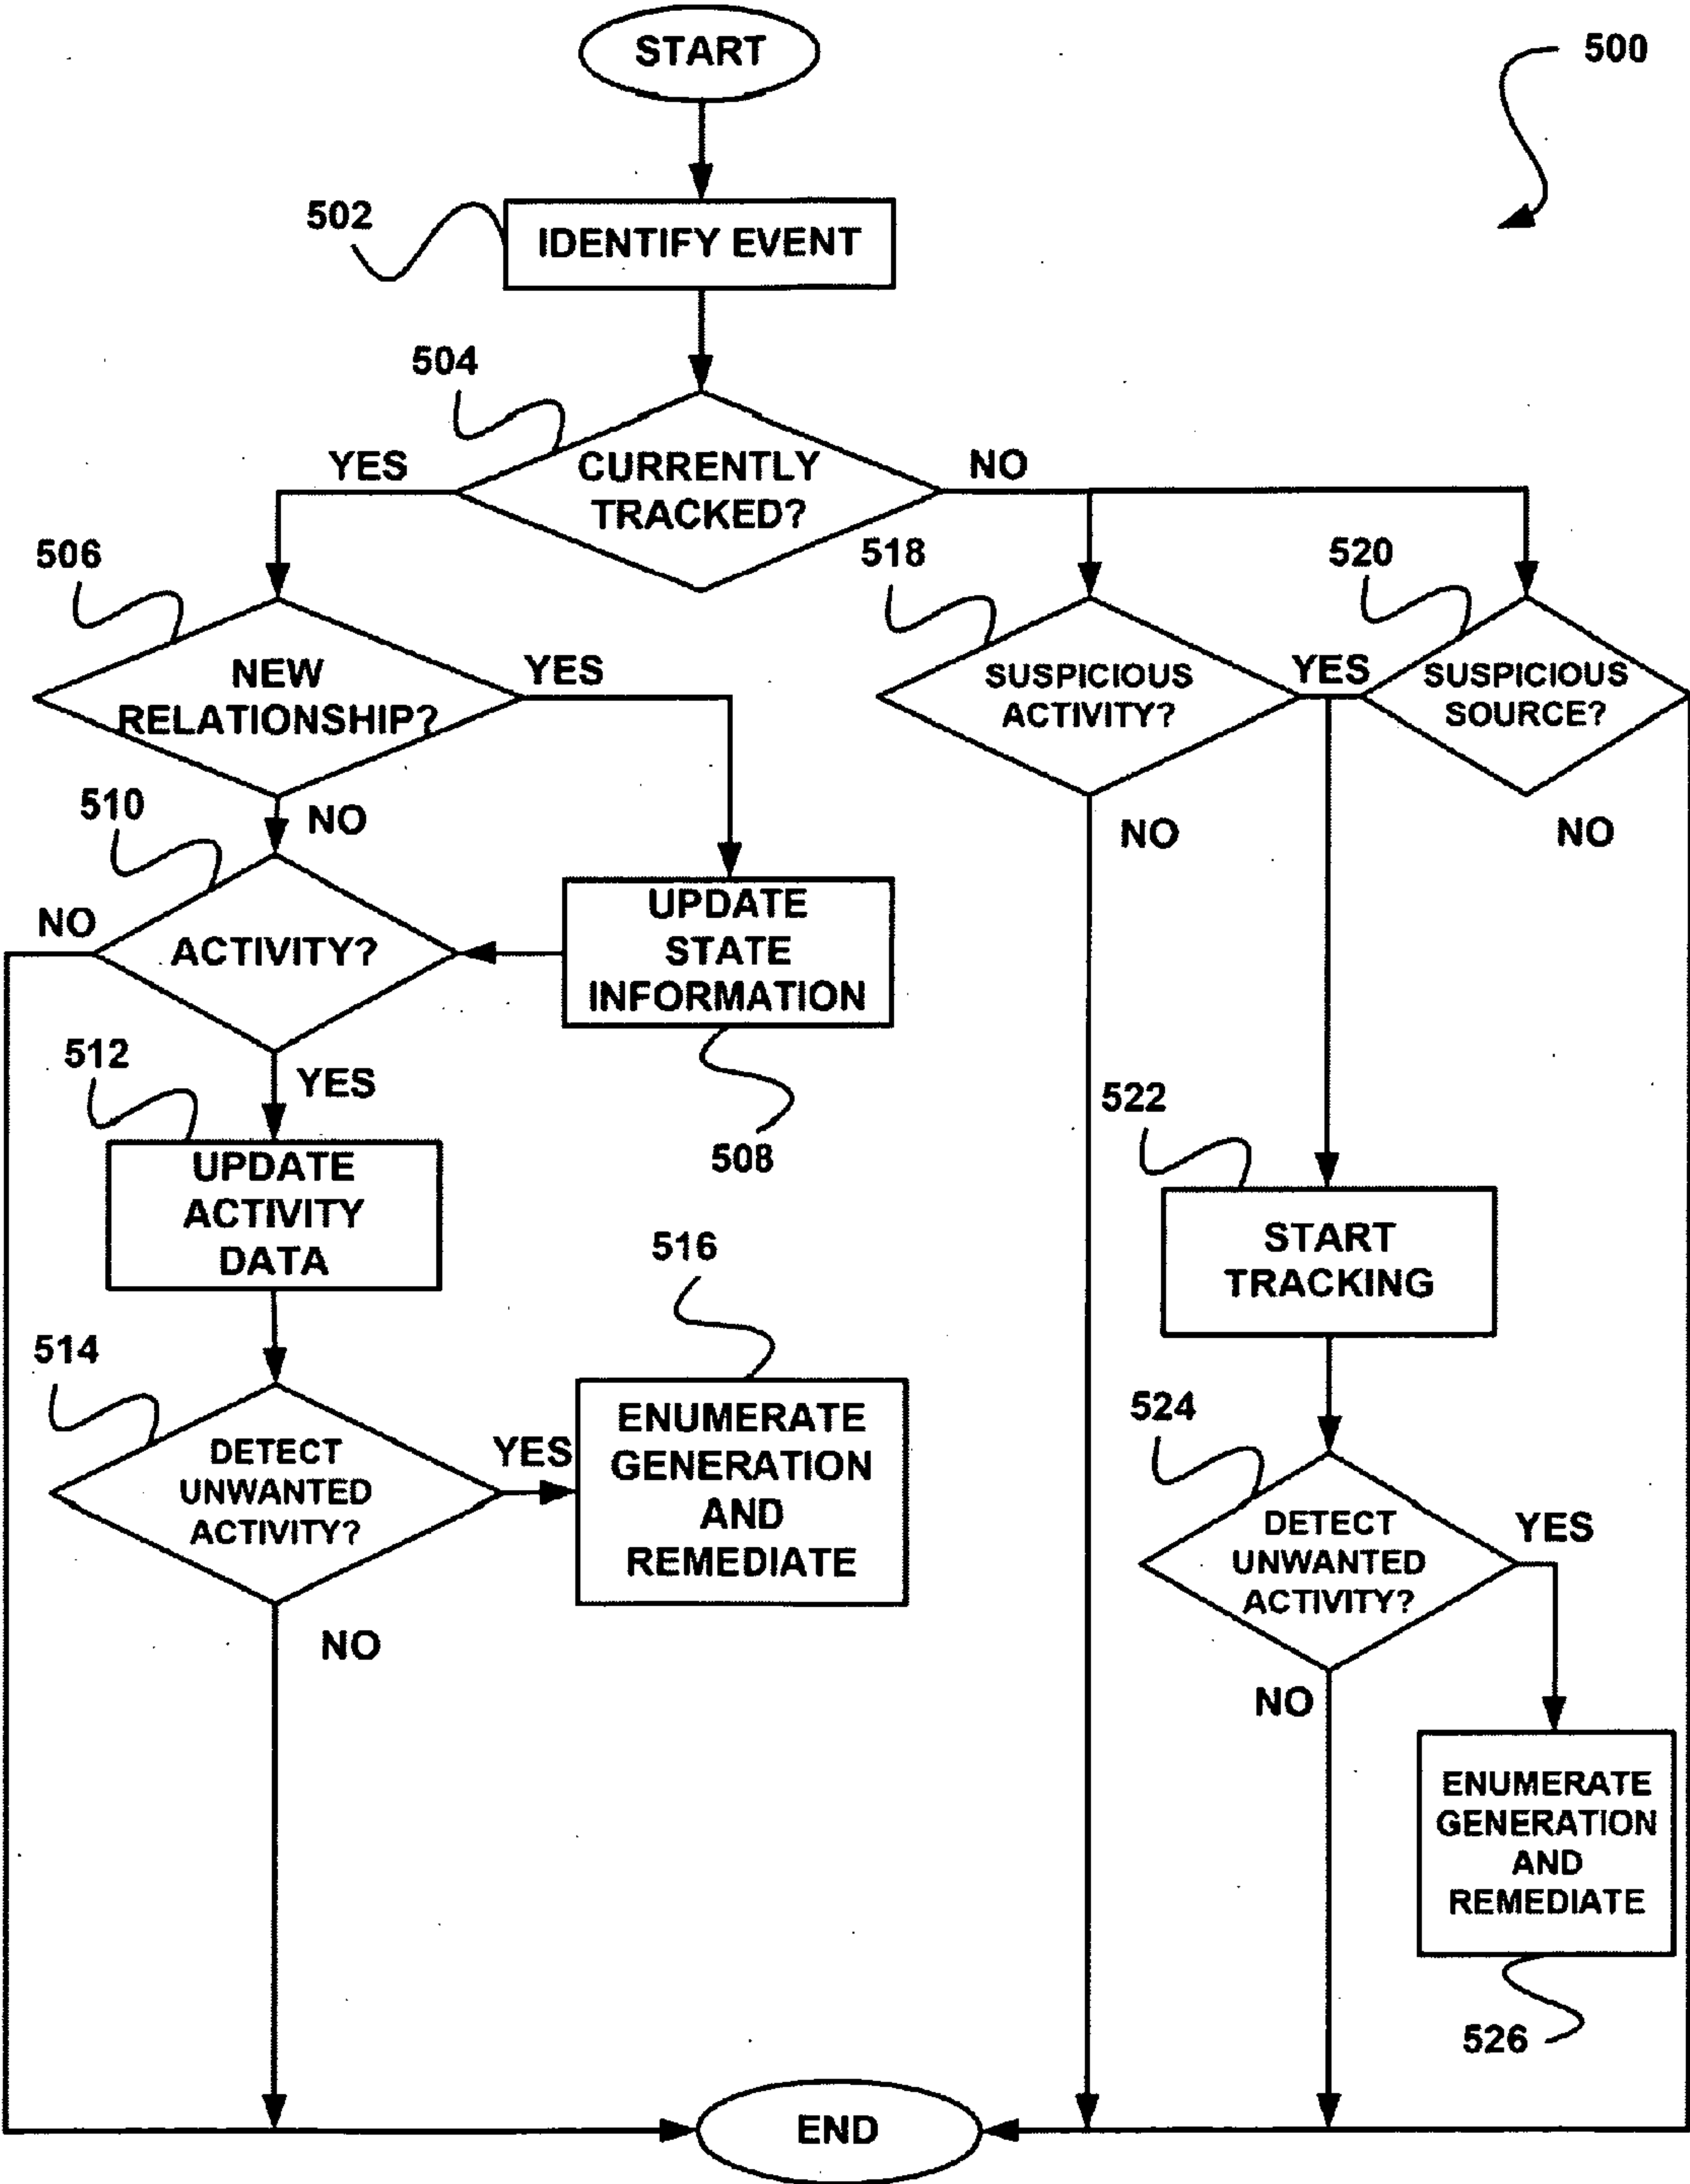 START
500
502
IDENTIFY EVENT
504
YES
CURRENTLY
TRACKED?
NO
506
518
520
NEW
RELATIONSHIP?
YES
SUSPICIOUS
ACTIVITY?
YES
SUSPICIOUS
SOURCE?
510
NO
NO
NO
NO
ACTIVITY?
UPDATE
STATE
INFORMATION
512
YES
508
522
UPDATE
ACTIVITY
DATA
516
START
TRACKING
514
524
DETECT
UNWANTED
ACTIVITY?
YES
ENUMERATE
GENERATION
AND
REMEDIATE
DETECT
UNWANTED
ACTIVITY?
YES
NO
NO
ENUMERATE
GENERATION
AND
REMEDIATE
526
END